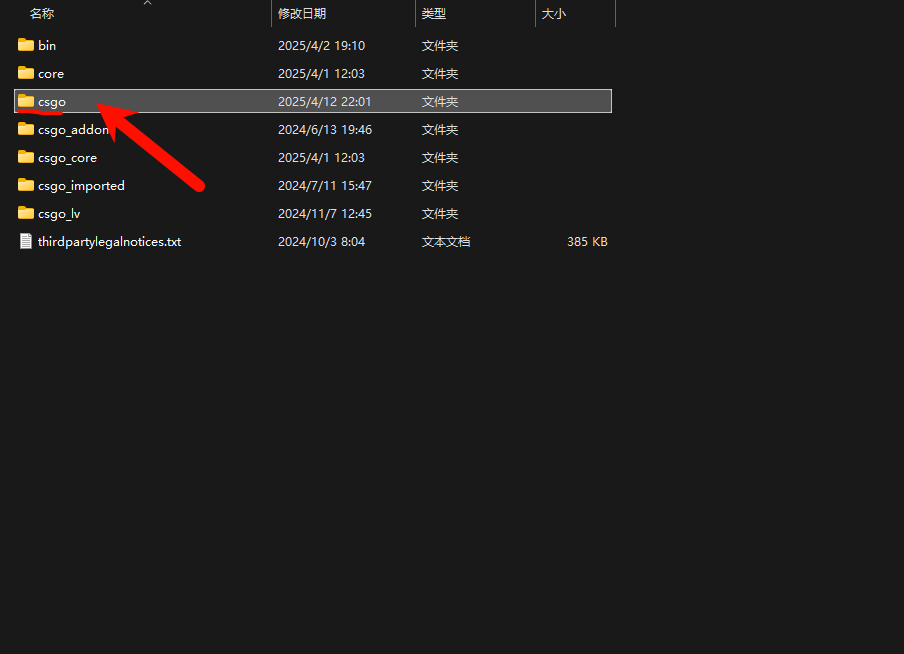 名称 修改日期 类型 大小
bin 2025/4/2 19:10 文件夹
core 2025/4/1 12:03 文件夹
csgo 2025/4/12 22:01 文件夹
csgo_addon 2024/6/13 19:46 文件夹
csgo_core 2025/4/1 12:03 文件夹
csgo_imported 2024/7/11 15:47 文件夹
csgo_lv 2024/11/7 12:45 文件夹
thirdpartylegalnotices.txt 2024/10/3 8:04 文本文档 385 KB